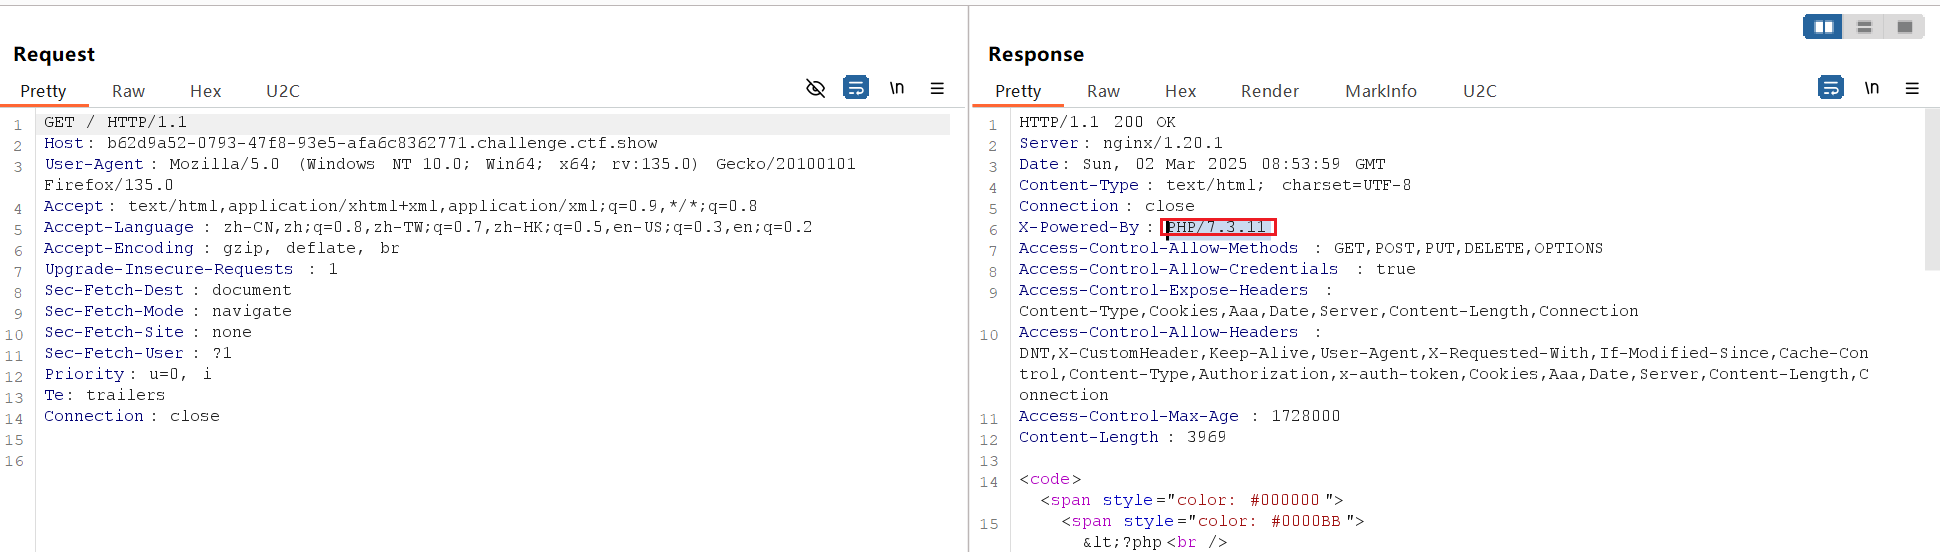 Request
Pretty Raw Hex U2C \n
1 GET / HTTP/1.1
2 Host: b62d9a52-0793-47f8-93e5-afa6c8362771.challenge.ctf.show
3 User-Agent: Mozilla/5.0 (Windows NT 10.0; Win64; x64; rv:135.0) Gecko/20100101
Firefox/135.0
4 Accept: text/html,application/xhtml+xml,application/xml;q=0.9,*/*;q=0.8
5 Accept-Language: zh-CN,zh;q=0.8,zh-TW;q=0.7,zh-HK;q=0.5,en-US;q=0.3,en;q=0.2
6 Accept-Encoding: gzip, deflate, br
7 Upgrade-Insecure-Requests: 1
8 Sec-Fetch-Dest: document
9 Sec-Fetch-Mode: navigate
10 Sec-Fetch-Site: none
11 Sec-Fetch-User: ?1
12 Priority: u=0, i
13 Te: trailers
14 Connection: close
15
16
Response
Pretty Raw Hex Render MarkInfo U2C \n
1 HTTP/1.1 200 OK
2 Server: nginx/1.20.1
3 Date: Sun, 02 Mar 2025 08:53:59 GMT
4 Content-Type: text/html; charset=UTF-8
5 Connection: close
6 X-Powered-By: PHP/7.3.11
7 Access-Control-Allow-Methods: GET,POST,PUT,DELETE,OPTIONS
8 Access-Control-Allow-Credentials: true
9 Access-Control-Expose-Headers:
Content-Type,Cookies,Aaa,Date,Server,Content-Length,Connection
10 Access-Control-Allow-Headers:
DNT,X-CustomHeader,Keep-Alive,User-Agent,X-Requested-With,If-Modified-Since,Cache-Con
trol,Content-Type,Authorization,x-auth-token,Cookies,Aaa,Date,Server,Content-Length,C
onnection
11 Access-Control-Max-Age: 1728000
12 Content-Length: 3969
13
14 <code>
<span style="color: #000000">
15 <span style="color: #0000BB">
&lt;?php<br />